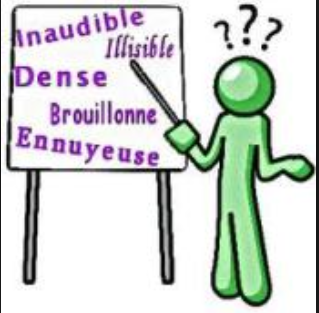 ???
Inaudible
Illisible
Dense
Brouillonne
Ennuyeuse